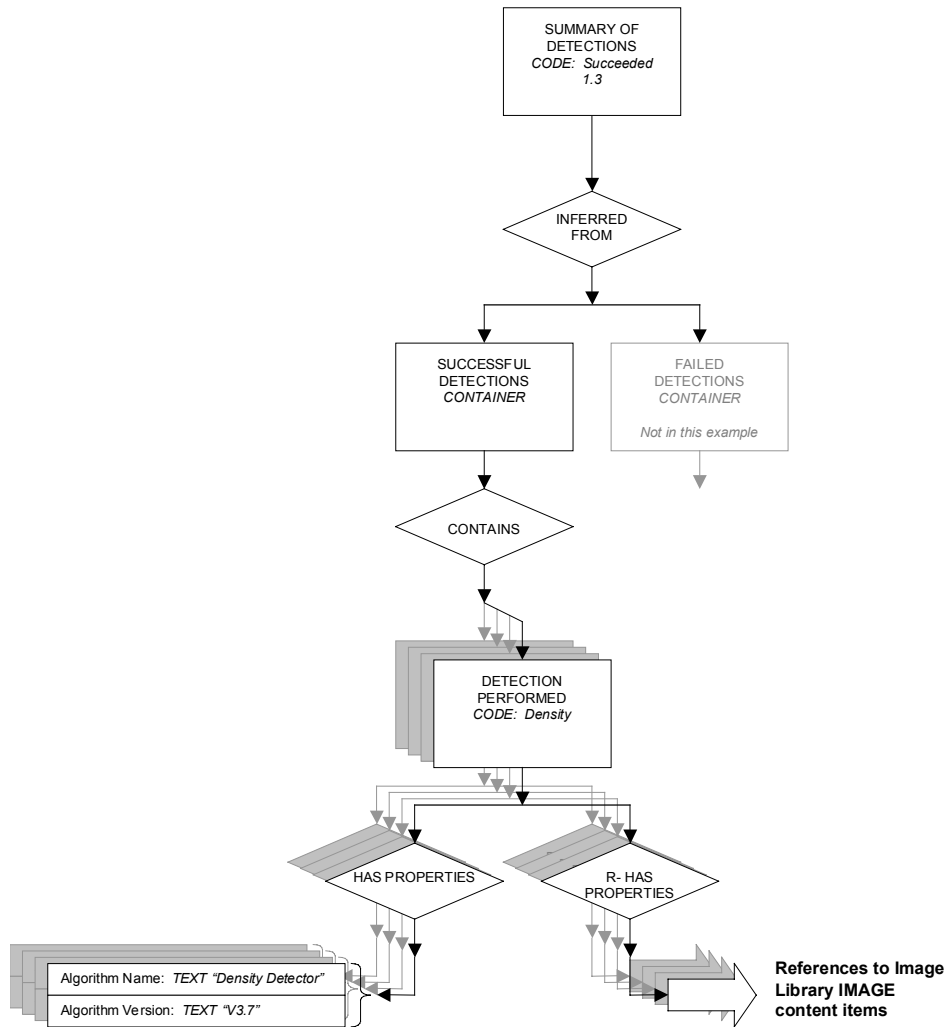 SUMMARY OF
DETECTIONS
CODE: Succeeded
1.3
INFERRED
FROM
SUCCESSFUL
DETECTIONS
CONTAINER
FAILED
DETECTIONS
CONTAINER
Not in this example
CONTAINS
DETECTION
PERFORMED
CODE: Density
HAS PROPERTIES
R- HAS
PROPERTIES
Algorithm Name: TEXT “Density Detector”
Algorithm Version: TEXT “V3.7”
References to Image
Library IMAGE
content items